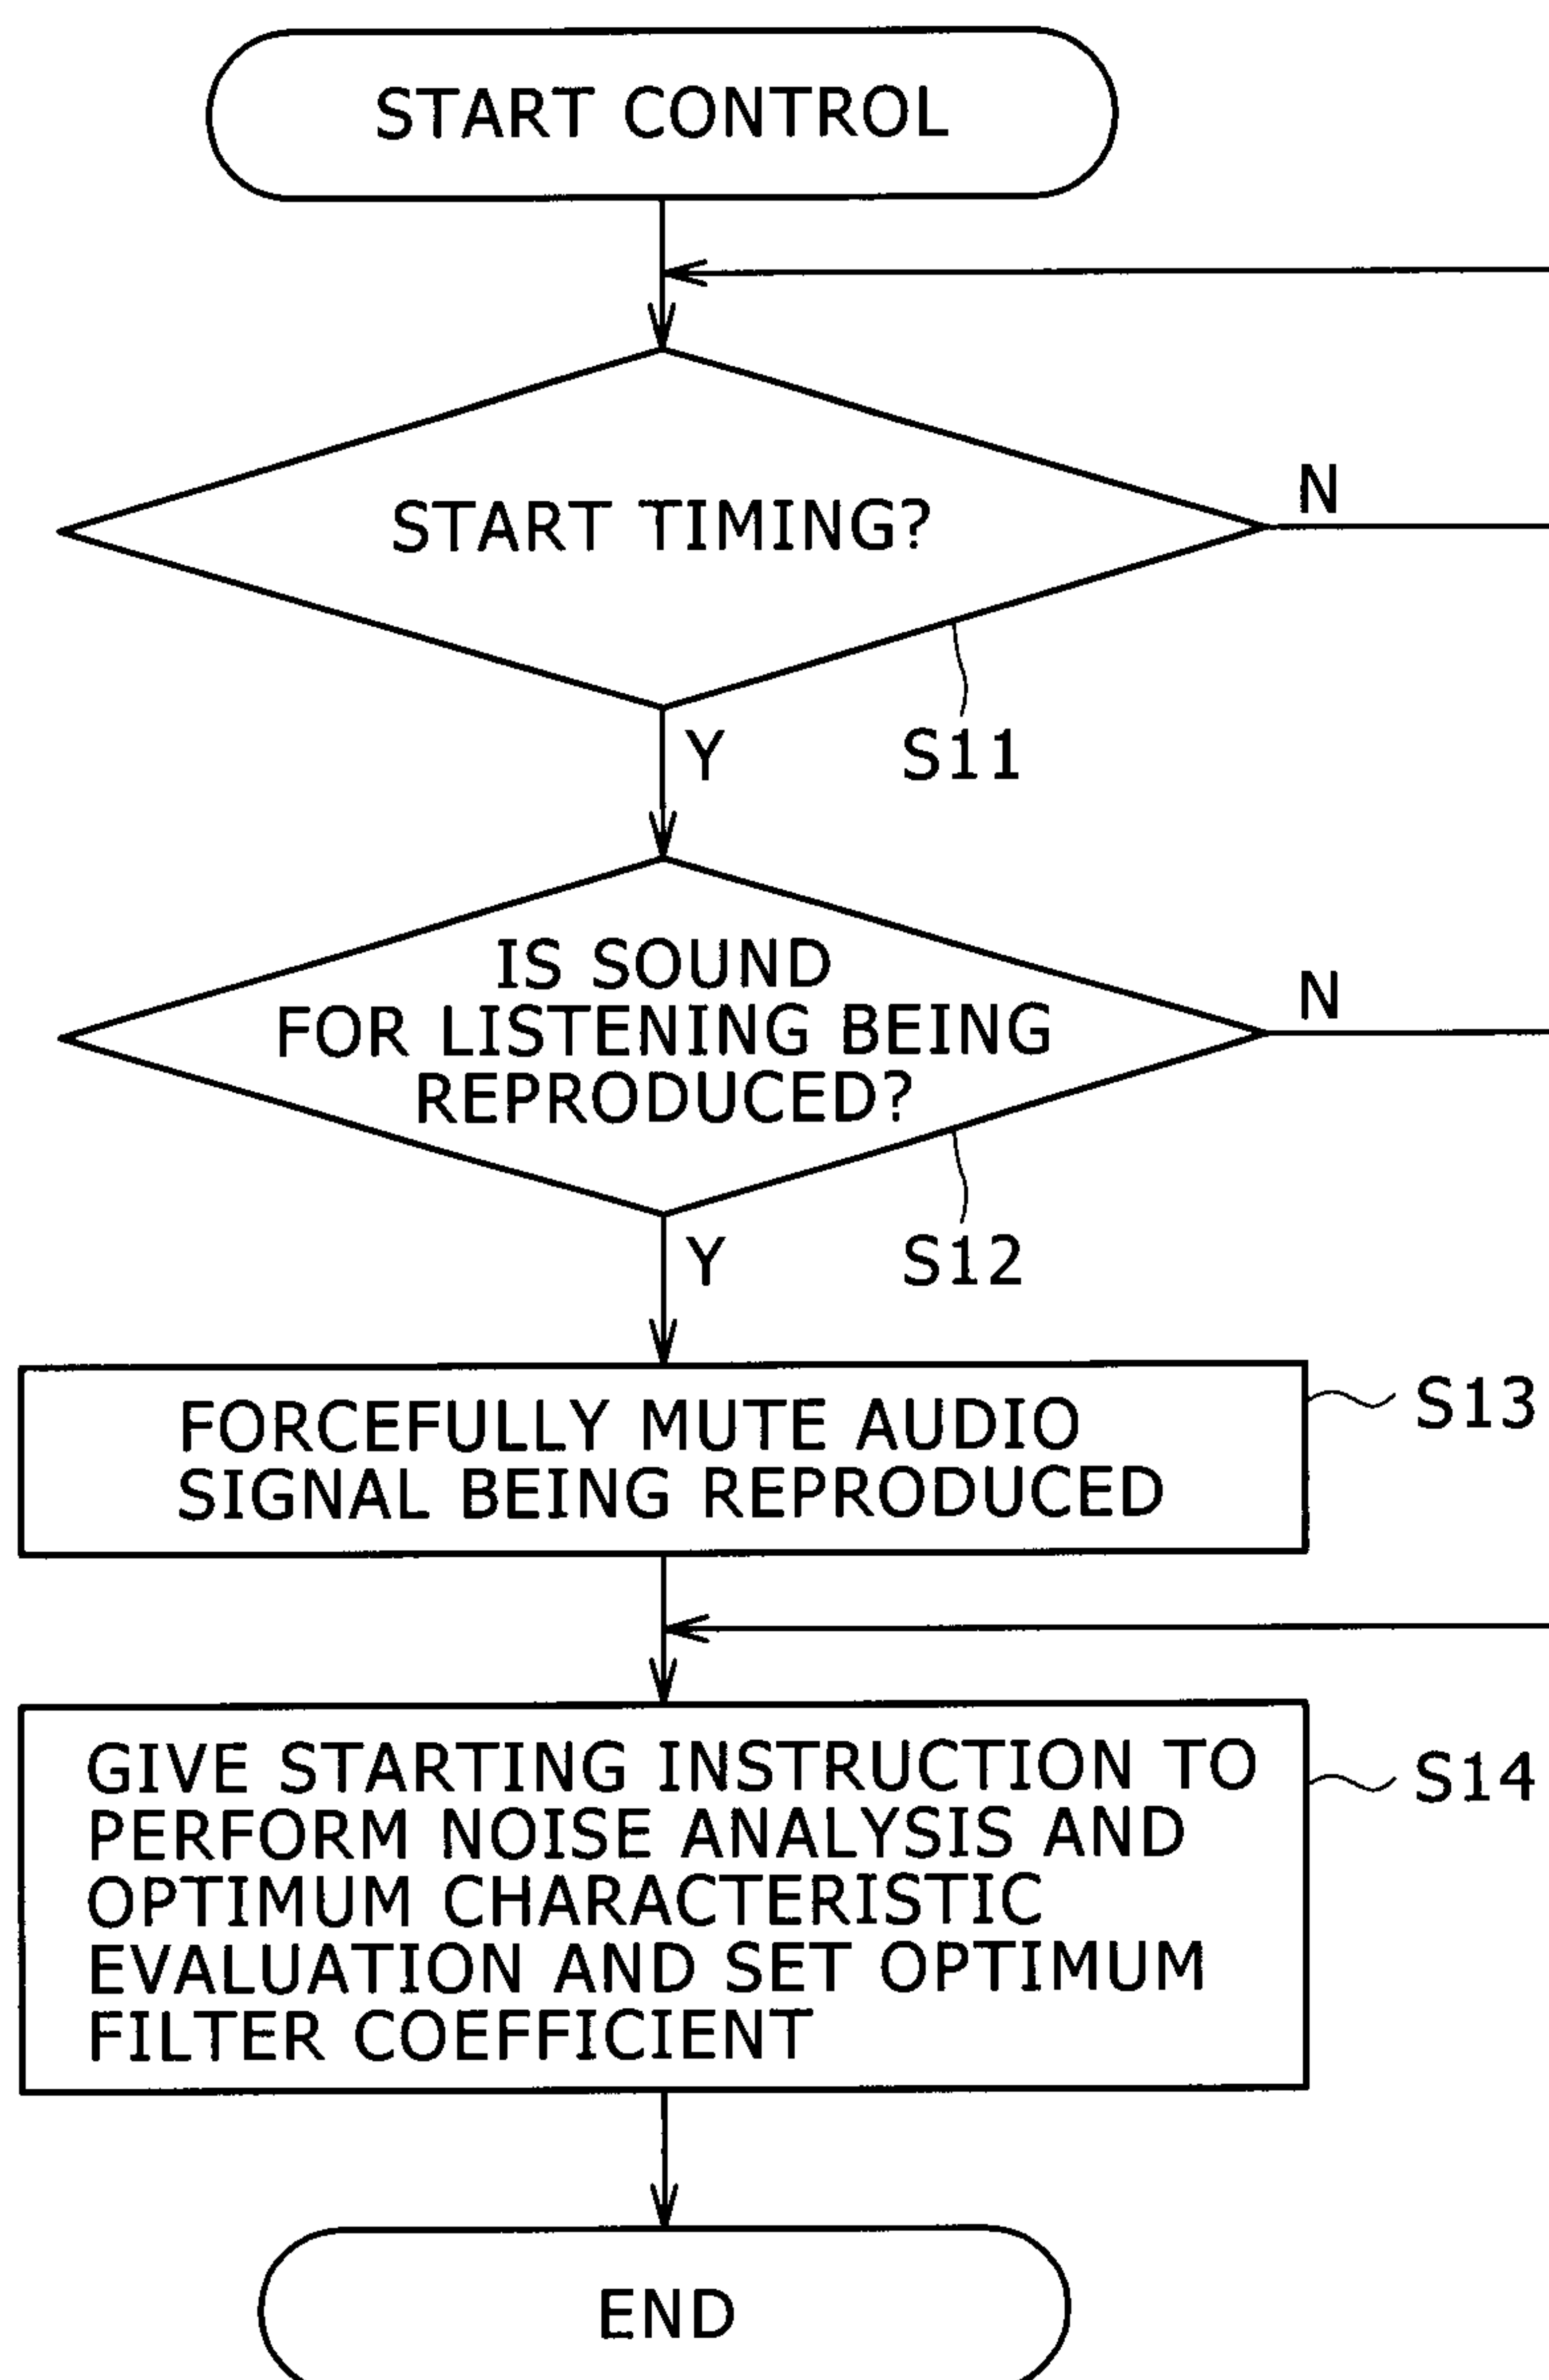 START CONTROL
START TIMING?
N
Y
S11
IS SOUND
FOR LISTENING BEING
REPRODUCED?
N
Y
S12
FORCEFULLY MUTE AUDIO
SIGNAL BEING REPRODUCED
S13
GIVE STARTING INSTRUCTION TO
PERFORM NOISE ANALYSIS AND
OPTIMUM CHARACTERISTIC
EVALUATION AND SET OPTIMUM
FILTER COEFFICIENT
S14
END